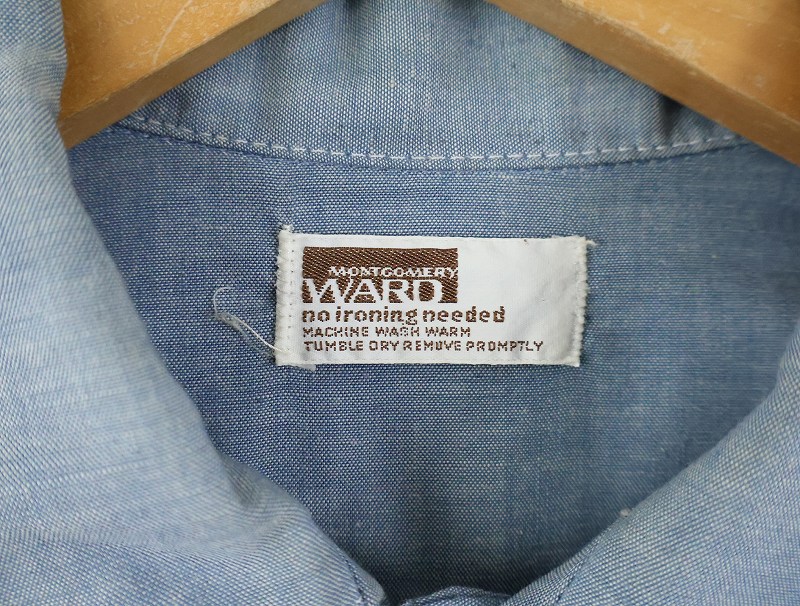 MONTGOMERY
WARD
no ironing needed
MACHINE WASH WARM
TUMBLE DRY REMOVE PROMPTLY